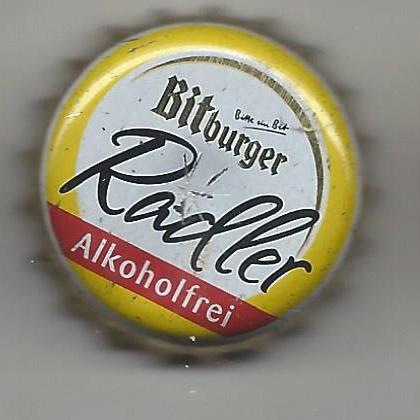 Bitburger
Bitte ein Bit
Radler
Alkoholfrei